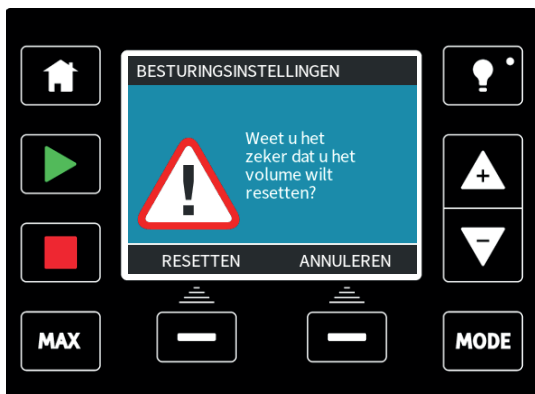 BESTURINGSINSTELLINGEN
Weet u het
zeker dat u het
volume wilt
resetten?
RESETTEN ANNULEREN
+
-
MAX
MODE